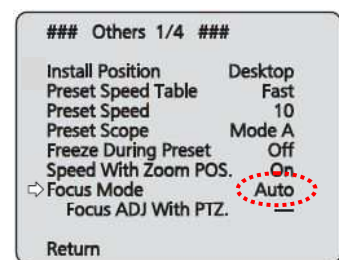 ### Others 1/4 ###
Install Position Desktop
Preset Speed Table Fast
Preset Speed 10
Preset Scope Mode A
Freeze During Preset Off
Speed With Zoom POS. On
⇨Focus Mode Auto
Focus ADJ With PTZ. —
Return